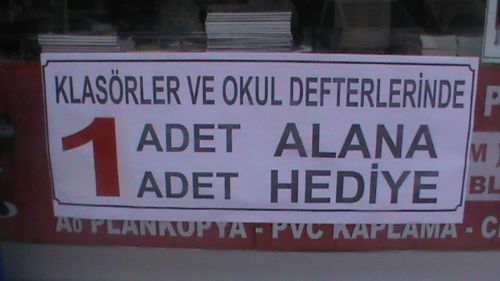 KLASÖRLER VE OKUL DEFTERLERİNDE
1 ADET ALANA
ADET HEDİYE
A0 PLANKOPYA - PVC KAPLAMA -